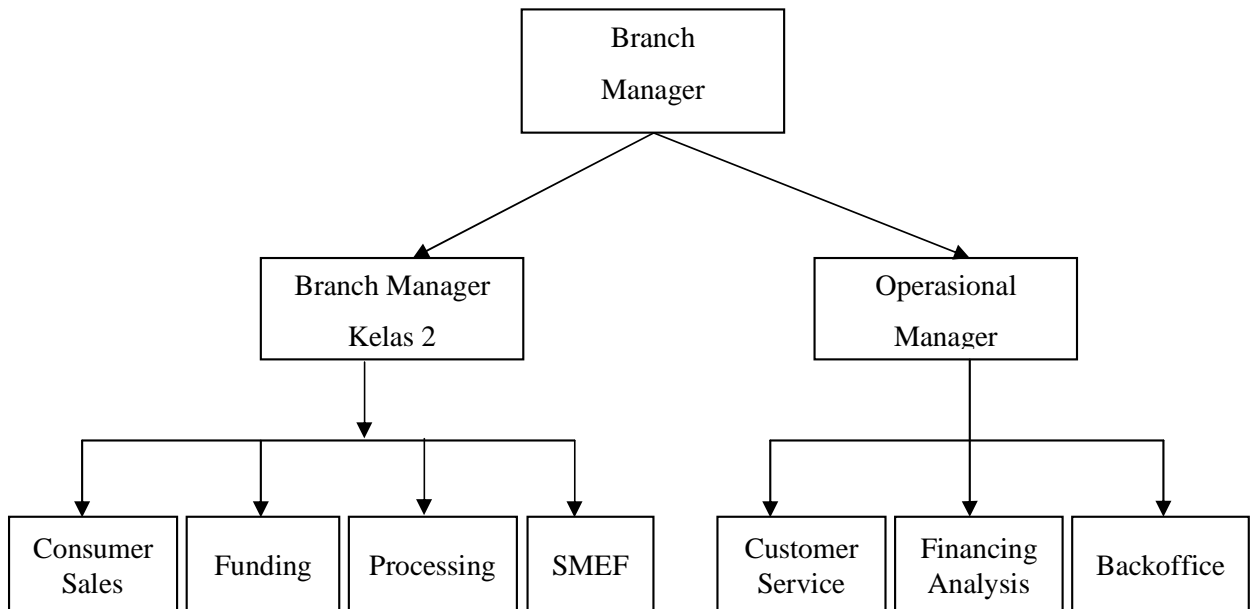 Branch
Manager
Branch Manager
Kelas 2
Operasional
Manager
Consumer
Sales
Funding
Processing
SMEF
Customer
Service
Financing
Analysis
Backoffice